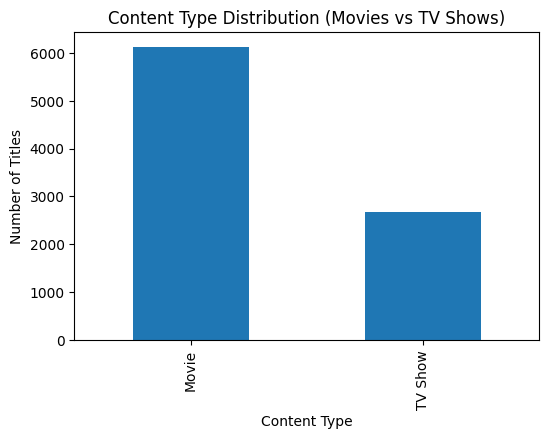 Content Type Distribution (Movies vs TV Shows)
Number of Titles
6000
5000
4000
3000
2000
1000
0
Movie
TV Show
Content Type